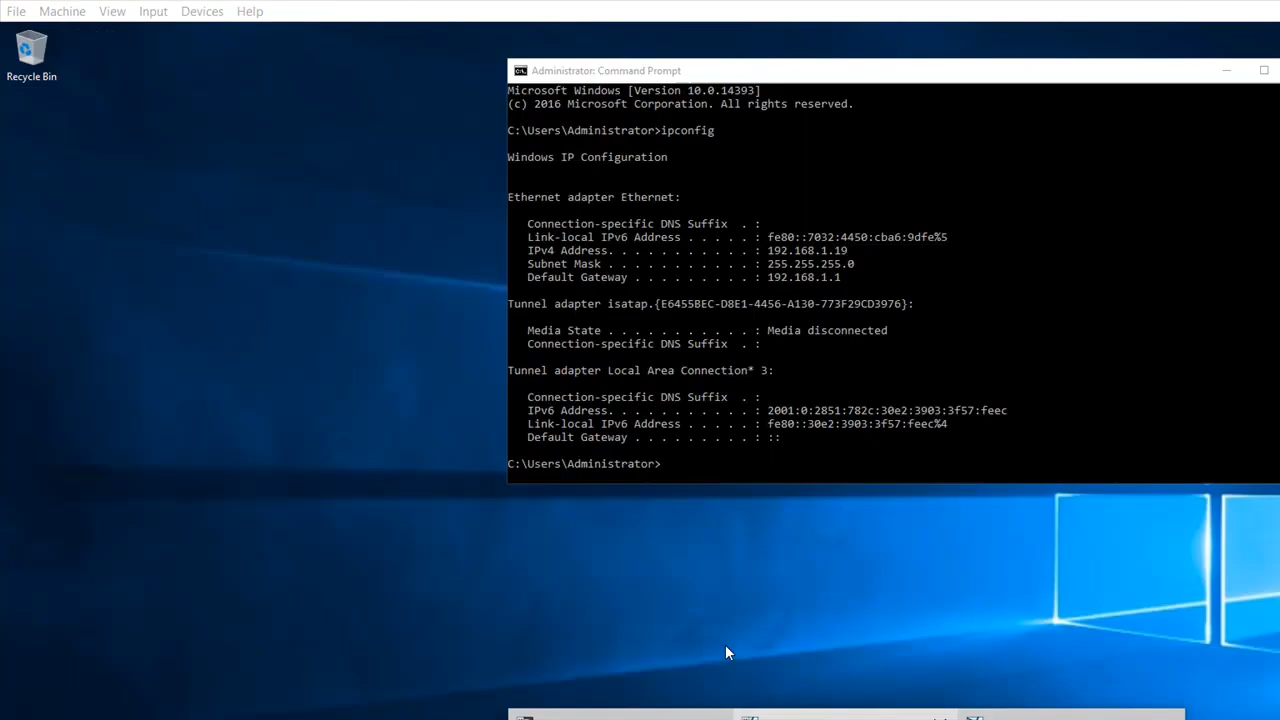 File Machine View Input Devices Help
Recycle Bin
Administrator: Command Prompt
Microsoft Windows [Version 10.0.14393]
(c) 2016 Microsoft Corporation. All rights reserved.
C:\Users\Administrator>ipconfig
Windows IP Configuration
Ethernet adapter Ethernet:
Connection-specific DNS Suffix . :
Link-local IPv6 Address . . . . . : fe80::7032:4450:cba6:9dfe%5
IPv4 Address. . . . . . . . . . . : 192.168.1.19
Subnet Mask . . . . . . . . . . . : 255.255.255.0
Default Gateway . . . . . . . . . : 192.168.1.1
Tunnel adapter isatap.{E6455BEC-D8E1-4456-A130-773F29CD3976}:
Media State . . . . . . . . . . . : Media disconnected
Connection-specific DNS Suffix . :
Tunnel adapter Local Area Connection* 3:
Connection-specific DNS Suffix . :
IPv6 Address. . . . . . . . . . . : 2001:0:2851:782c:30e2:3903:3f57:feec
Link-local IPv6 Address . . . . . : fe80::30e2:3903:3f57:feec%4
Default Gateway . . . . . . . . . : ::
C:\Users\Administrator>